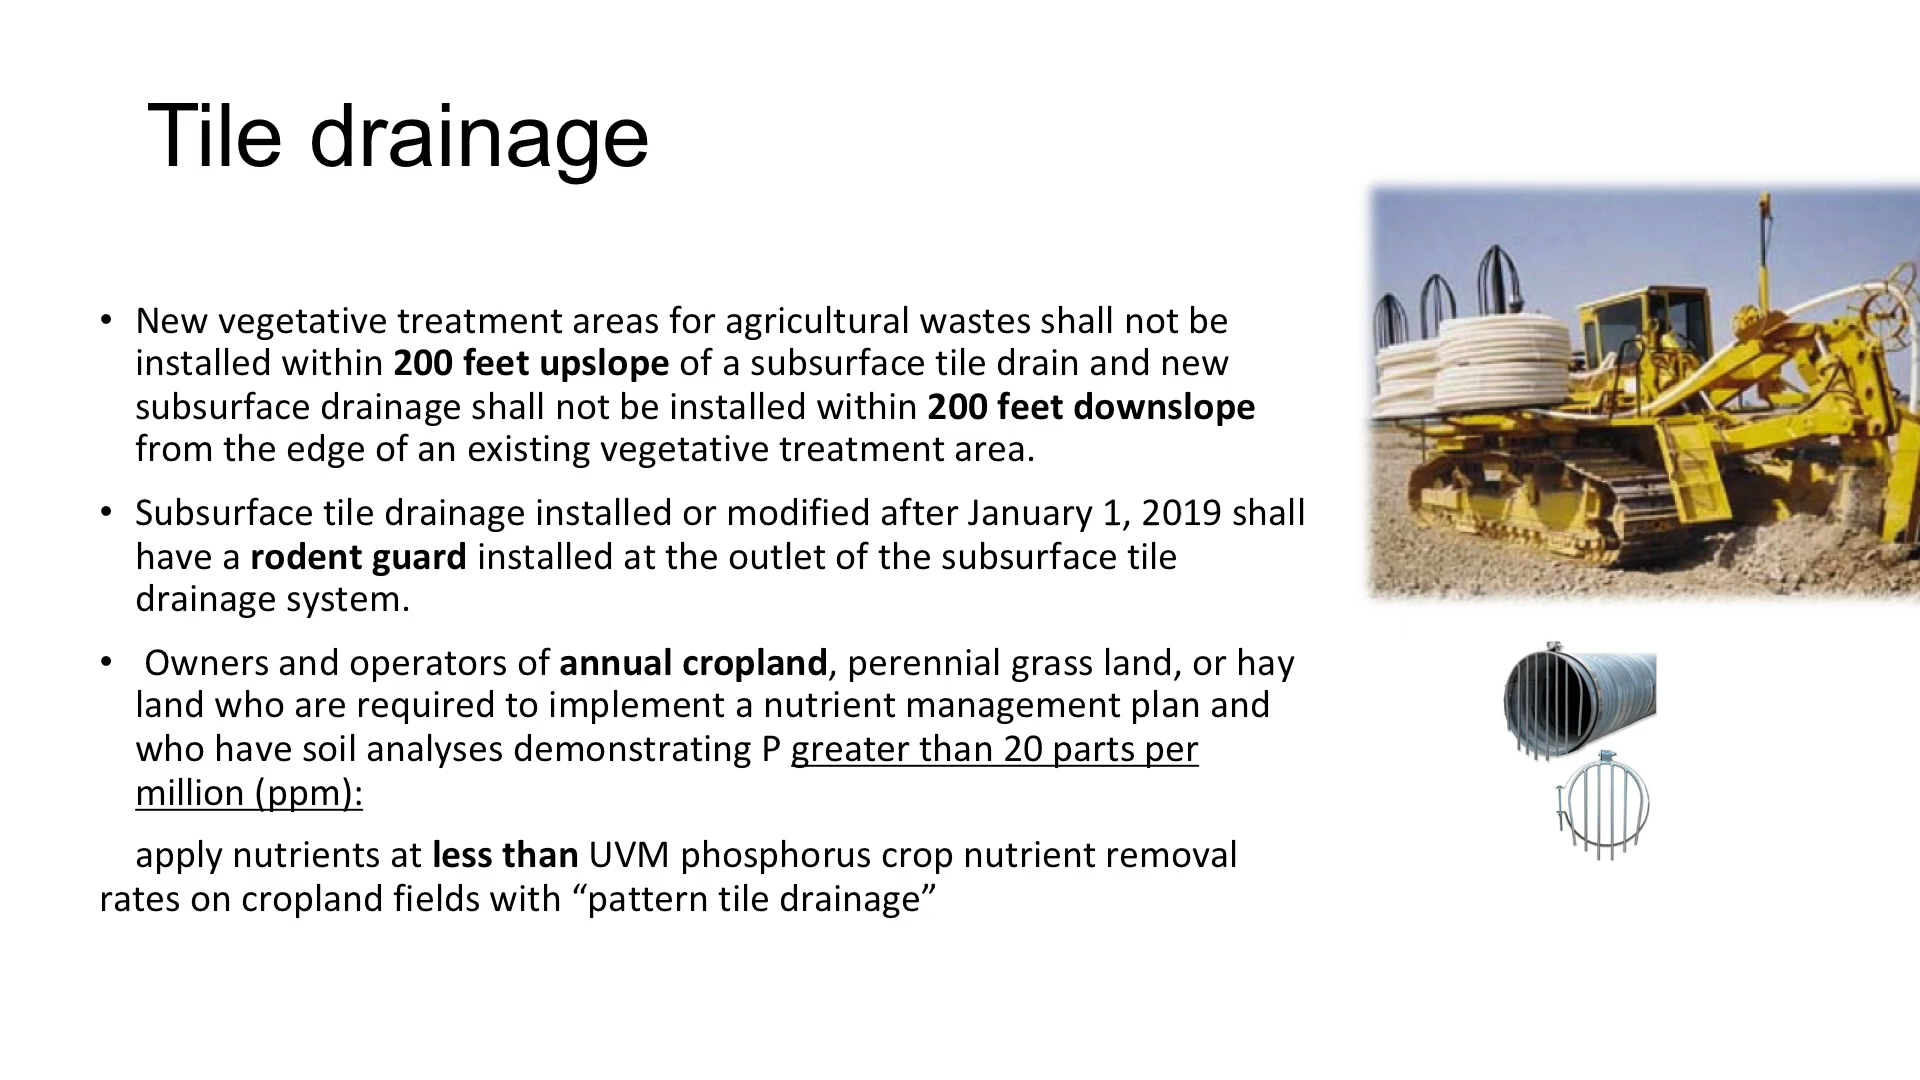 Tile drainage
• New vegetative treatment areas for agricultural wastes shall not be
installed within 200 feet upslope of a subsurface tile drain and new
subsurface drainage shall not be installed within 200 feet downslope
from the edge of an existing vegetative treatment area.
• Subsurface tile drainage installed or modified after January 1, 2019 shall
have a rodent guard installed at the outlet of the subsurface tile
drainage system.
• Owners and operators of annual cropland, perennial grass land, or hay
land who are required to implement a nutrient management plan and
who have soil analyses demonstrating P greater than 20 parts per
million (ppm):
apply nutrients at less than UVM phosphorus crop nutrient removal
rates on cropland fields with “pattern tile drainage”